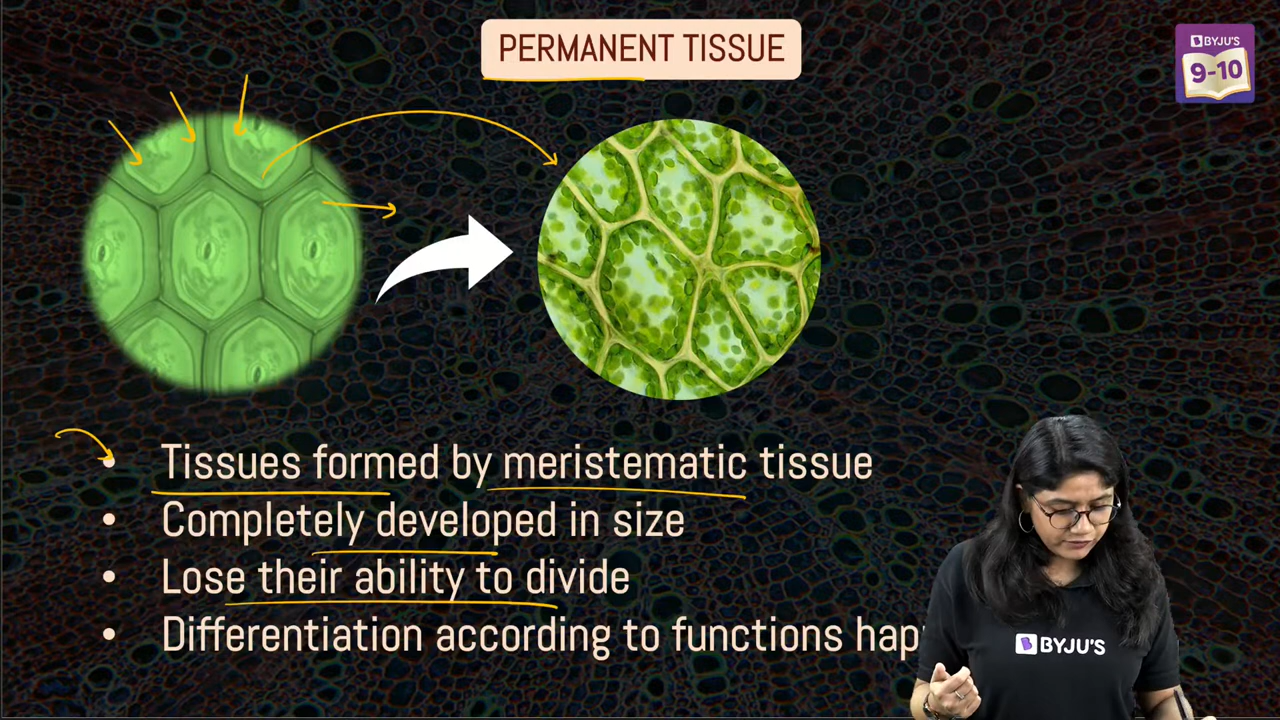 PERMANENT TISSUE
BYJU'S
9-10
• Tissues formed by meristematic tissue
• Completely developed in size
• Lose their ability to divide
• Differentiation according to functions
BYJU'S